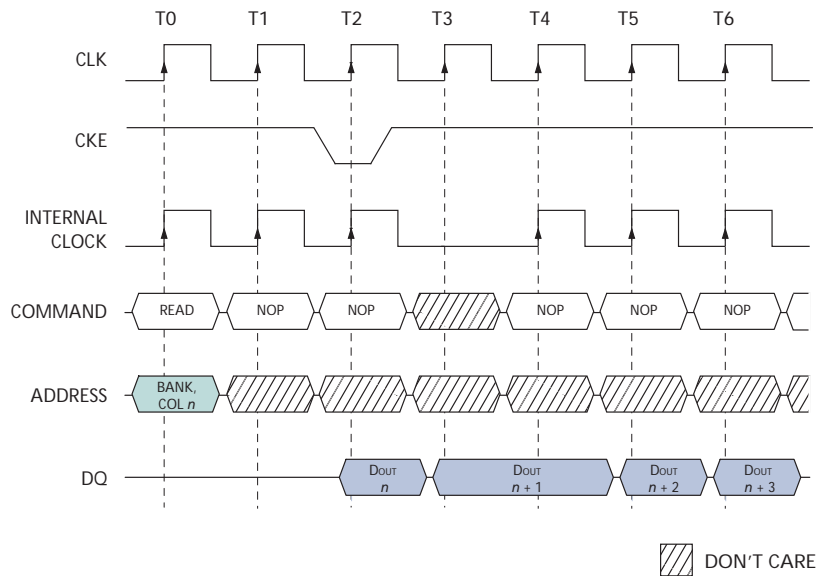 T0 T1 T2 T3 T4 T5 T6
CLK
CKE
INTERNAL
CLOCK
COMMAND READ NOP NOP NOP NOP NOP
ADDRESS BANK,
COL n
DQ DOUT DOUT DOUT DOUT
n n + 1 n + 2 n + 3
DON'T CARE